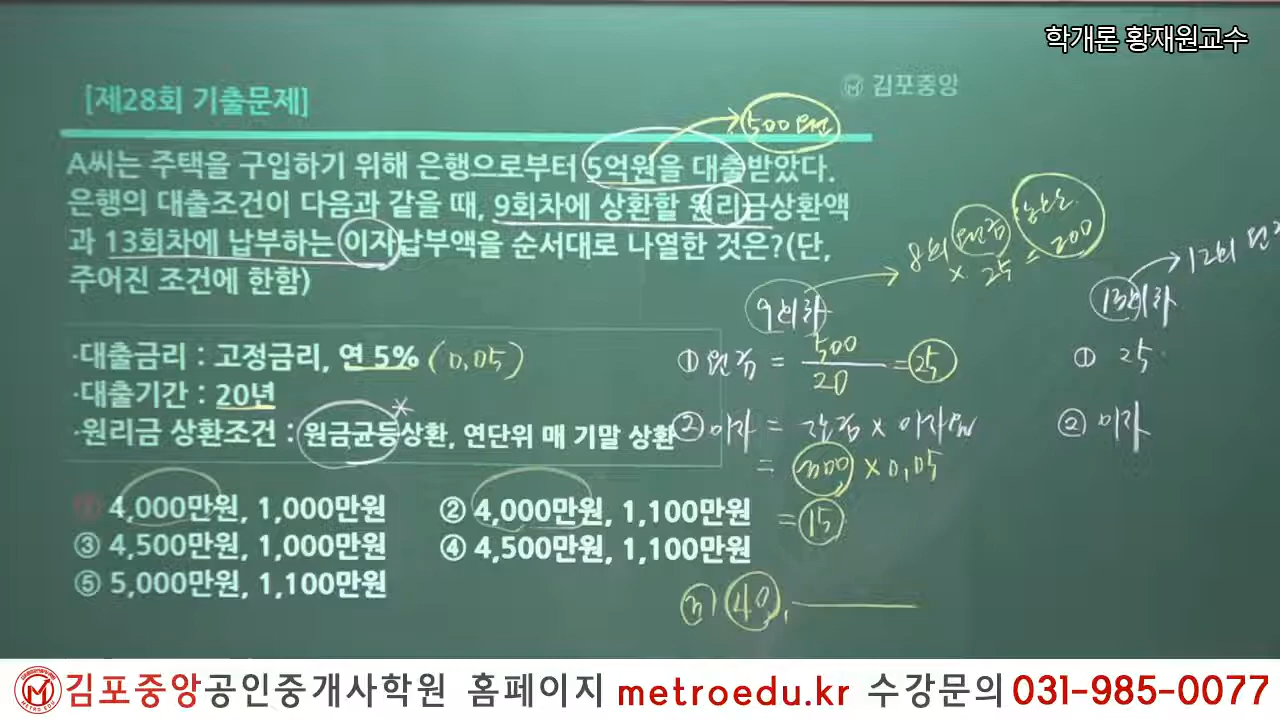 학개론 황재원교수
김포중앙
[제28회 기출문제]
500만원
A씨는 주택을 구입하기 위해 은행으로부터 5억원을 대출받았다.
은행의 대출조건이 다음과 같을 때, 9회차에 상환할 원리금상환액
과 13회차에 납부하는 이자납부액을 순서대로 나열한 것은?(단,
주어진 조건에 한함)
8회 원금
× 25 = 200
9회차
13회차
12회
·대출금리 : 고정금리, 연 5% (0.05)
·대출기간 : 20년
·원리금 상환조건 : 원금균등상환, 연단위 매 기말 상환
① 원금 = 500 / 20 = 25
② 이자 = 잔금 × 이자율
= 300 × 0.05
= 15
① 25
② 이자
① 4,000만원, 1,000만원 ② 4,000만원, 1,100만원
③ 4,500만원, 1,000만원 ④ 4,500만원, 1,100만원
⑤ 5,000만원, 1,100만원
3) 40,
김포중앙공인중개사학원 홈페이지 metroedu.kr 수강문의 031-985-0077